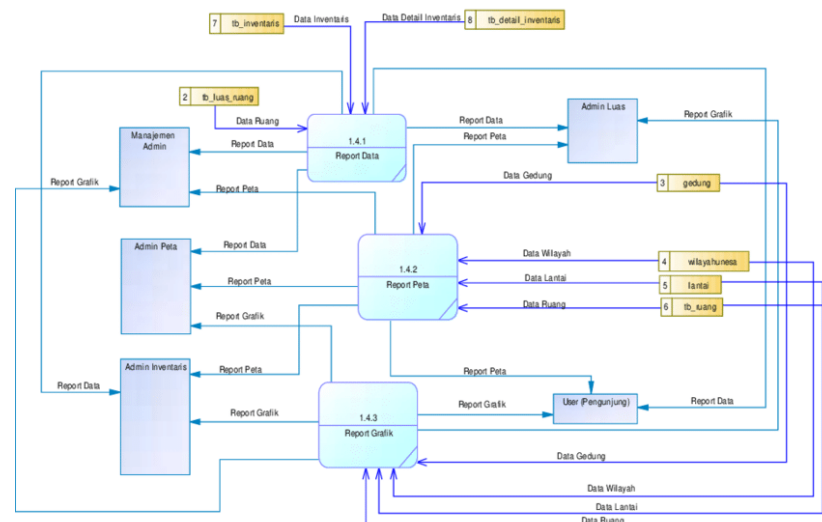 7 tb_inventaris
Data Inventaris
Data Detail Inventaris
8 tb_detail_inventaris
2 tb_luas_ruang
Data Ruang
Manajemen
Admin
Report Data
1.4.1
Report Data
Report Data
Report Peta
Admin Luas
Report Grafik
Report Grafik
Report Peta
Data Gedung
3 gedung
Admin Peta
Report Data
Report Peta
Report Grafik
1.4.2
Report Peta
Data Wilayah
4 wilayahunesa
Data Lantai
5 lantai
Data Ruang
6 tb_ruang
Admin Inventaris
Report Peta
Report Data
Report Grafik
1.4.3
Report Grafik
Report Peta
Report Grafik
User (Pengunjung)
Report Data
Data Gedung
Data Wilayah
Data Lantai
Data Ruang